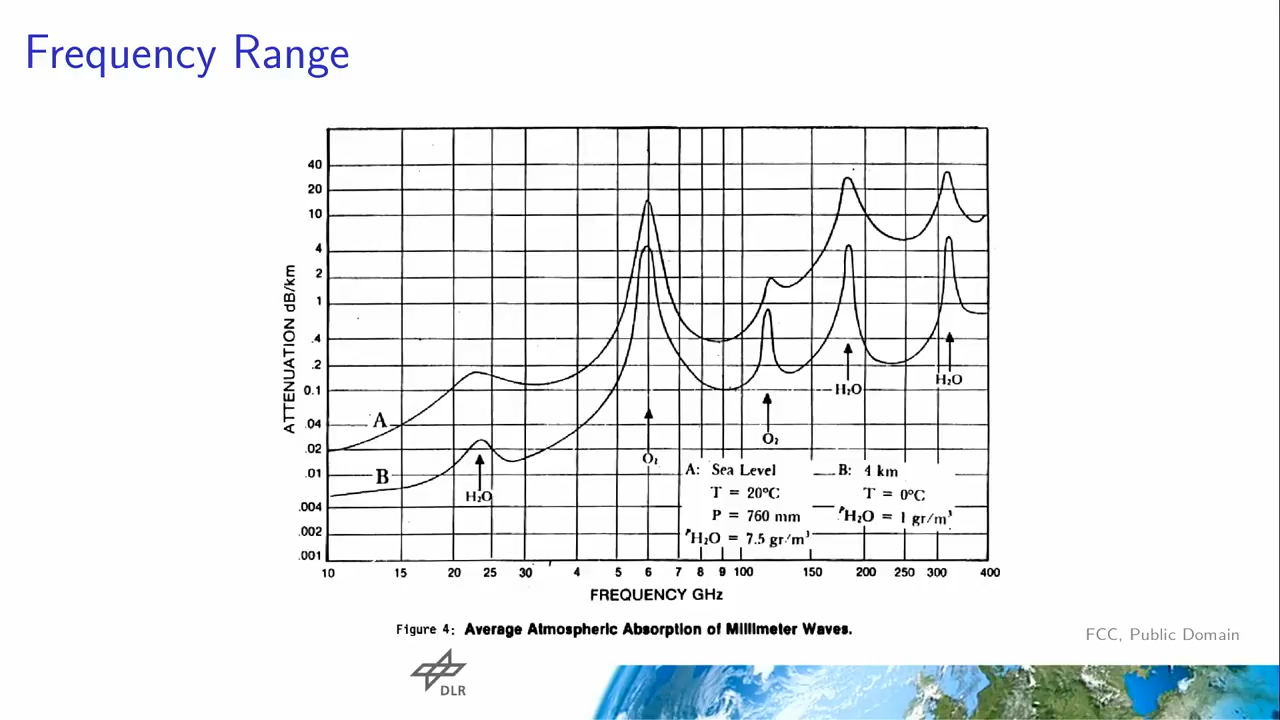 Frequency Range
40
20
10
4
2
1
.4
.2
0.1
.04
.02
.01
.004
.002
.001
ATTENUATION dB/km
A
B
H₂O
O₂
O₂
H₂O
H₂O
A: Sea Level
T = 20°C
P = 760 mm
ᴾH₂O = 7.5 gr/m³
B: 4 km
T = 0°C
ᴾH₂O = 1 gr/m³
10 15 20 25 30 4 5 6 7 8 9 100 150 200 250 300 400
FREQUENCY GHz
Figure 4: Average Atmospheric Absorption of Millimeter Waves.
FCC, Public Domain
DLR